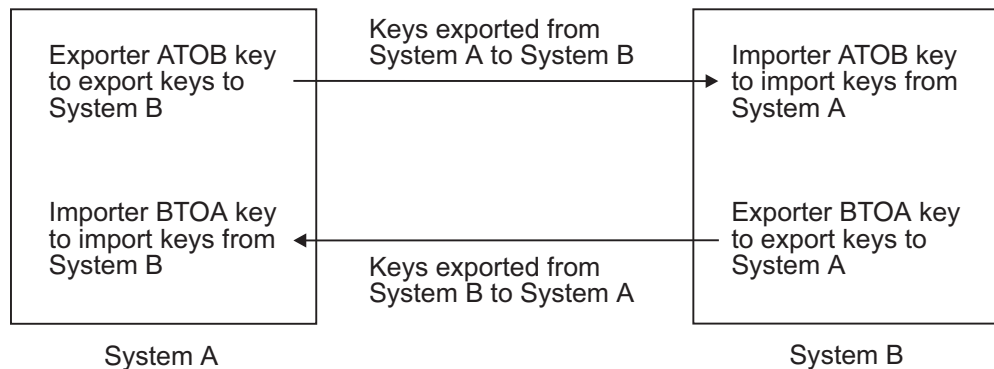 Exporter ATOB key
to export keys to
System B
Keys exported from
System A to System B
Importer ATOB key
to import keys from
System A
Importer BTOA key
to import keys from
System B
Keys exported from
System B to System A
Exporter BTOA key
to export keys to
System A
System A
System B